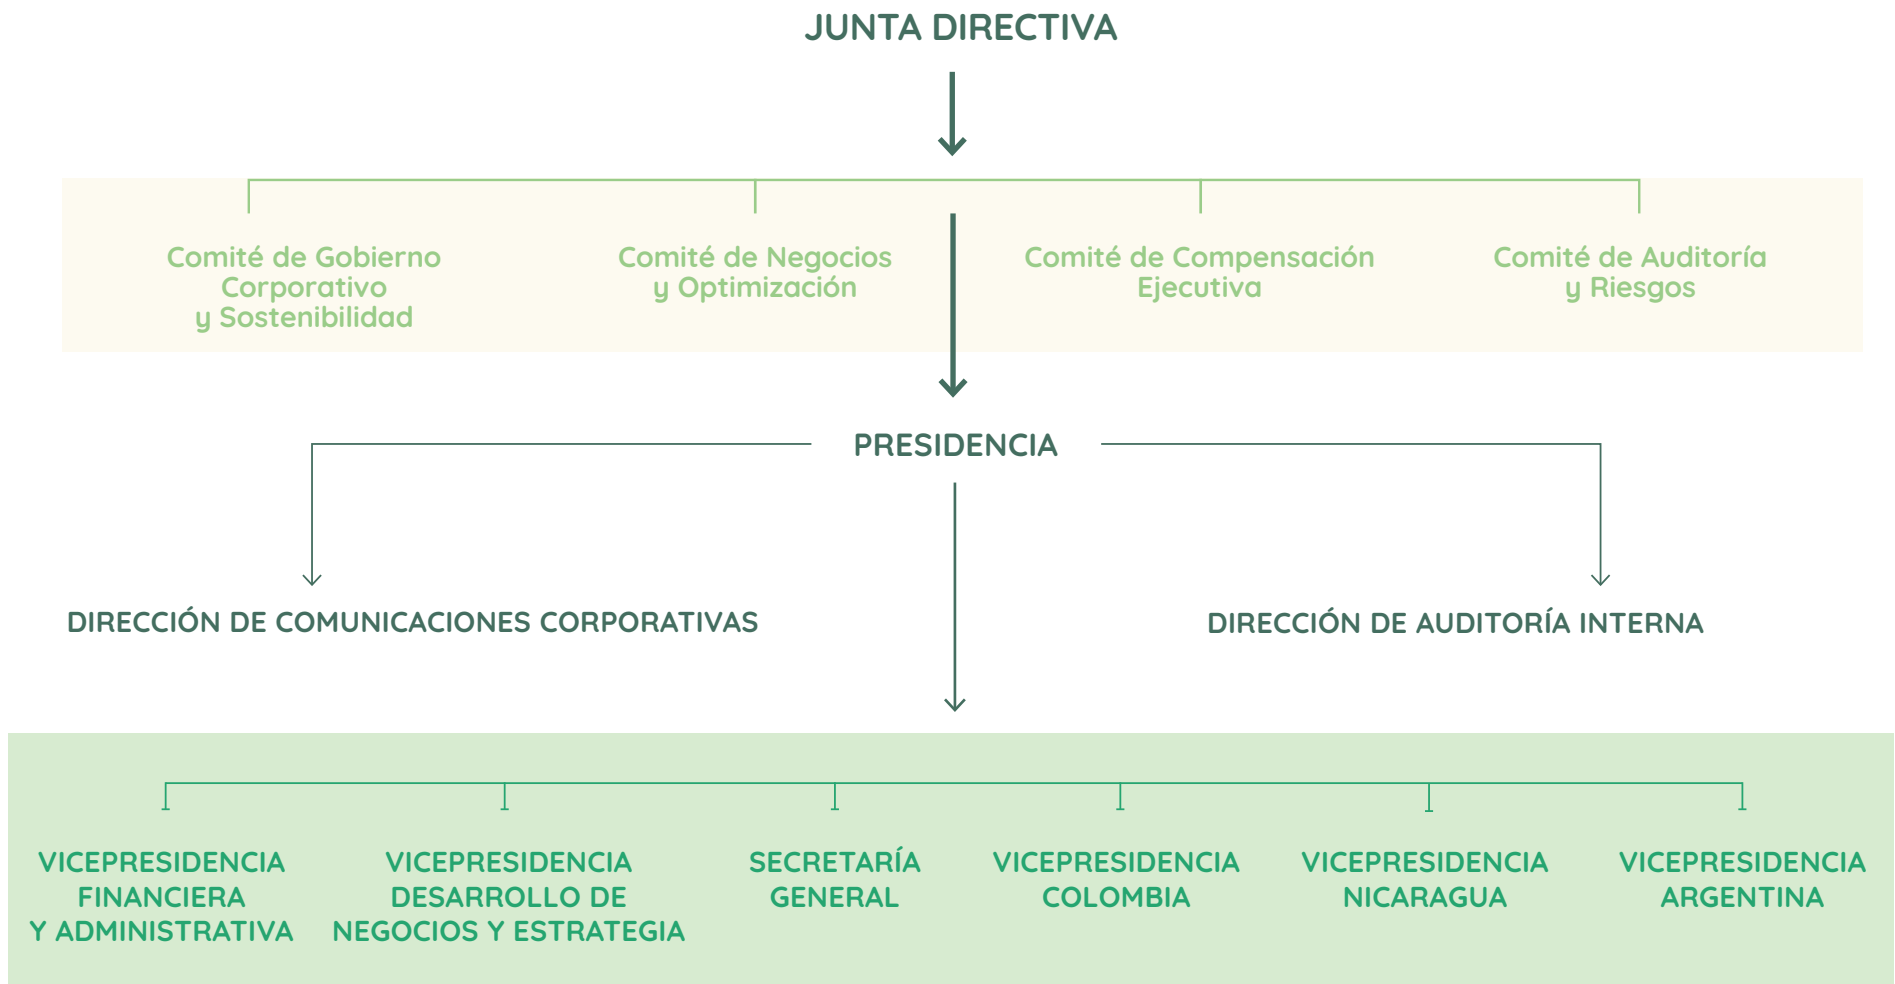 JUNTA DIRECTIVA
Comité de Gobierno
Corporativo
y Sostenibilidad
Comité de Negocios
y Optimización
Comité de Compensación
Ejecutiva
Comité de Auditoría
y Riesgos
PRESIDENCIA
DIRECCIÓN DE COMUNICACIONES CORPORATIVAS
DIRECCIÓN DE AUDITORÍA INTERNA
VICEPRESIDENCIA
FINANCIERA
Y ADMINISTRATIVA
VICEPRESIDENCIA
DESARROLLO DE
NEGOCIOS Y ESTRATEGIA
SECRETARÍA
GENERAL
VICEPRESIDENCIA
COLOMBIA
VICEPRESIDENCIA
NICARAGUA
VICEPRESIDENCIA
ARGENTINA